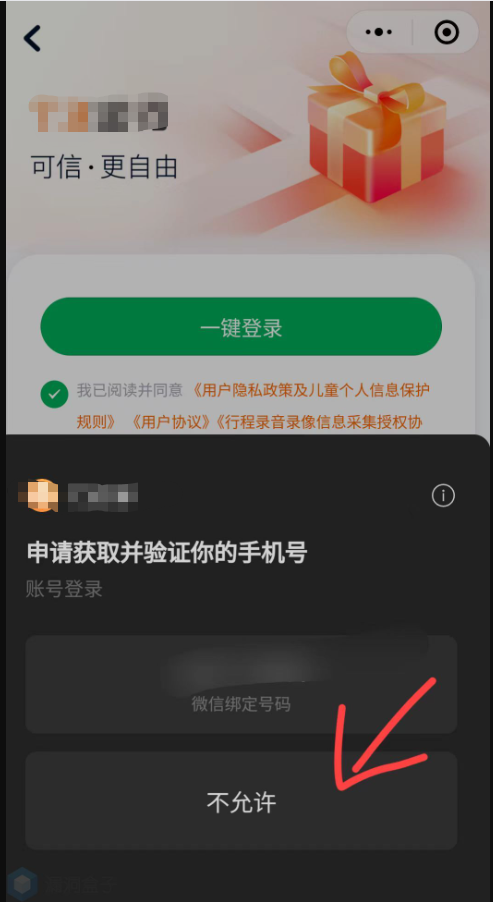 可信·更自由
一键登录
我已阅读并同意《用户隐私政策及儿童个人信息保护
规则》《用户协议》《行程录音录像信息采集授权协
申请获取并验证你的手机号
账号登录
微信绑定号码
不允许